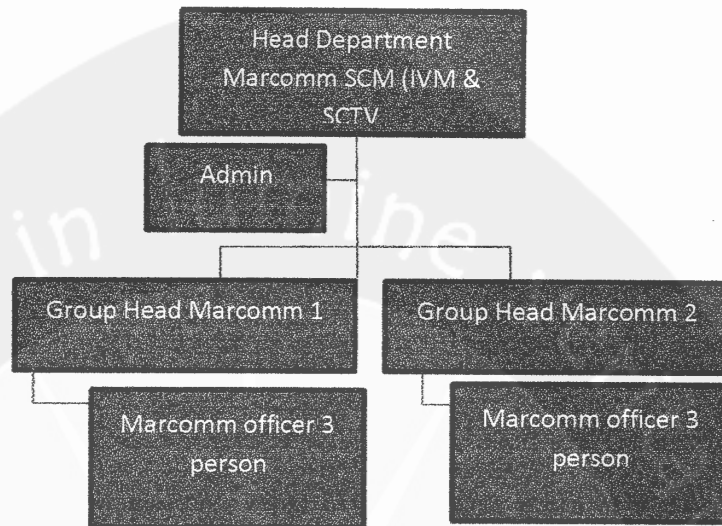 Head Department
Marcomm SCM (IVM &
SCTV
Admin
Group Head Marcomm 1
Group Head Marcomm 2
Marcomm officer 3
person
Marcomm officer 3
person